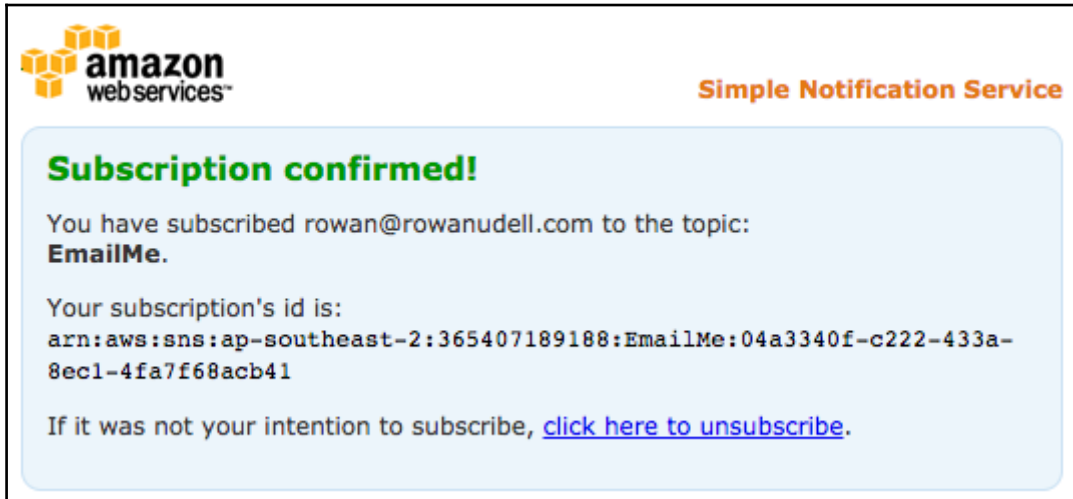 amazon
webservices™
Simple Notification Service
Subscription confirmed!
You have subscribed rowan@rowanudell.com to the topic:
EmailMe.
Your subscription's id is:
arn:aws:sns:ap-southeast-2:365407189188:EmailMe:04a3340f-c222-433a-
8ec1-4fa7f68acb41
If it was not your intention to subscribe, click here to unsubscribe.